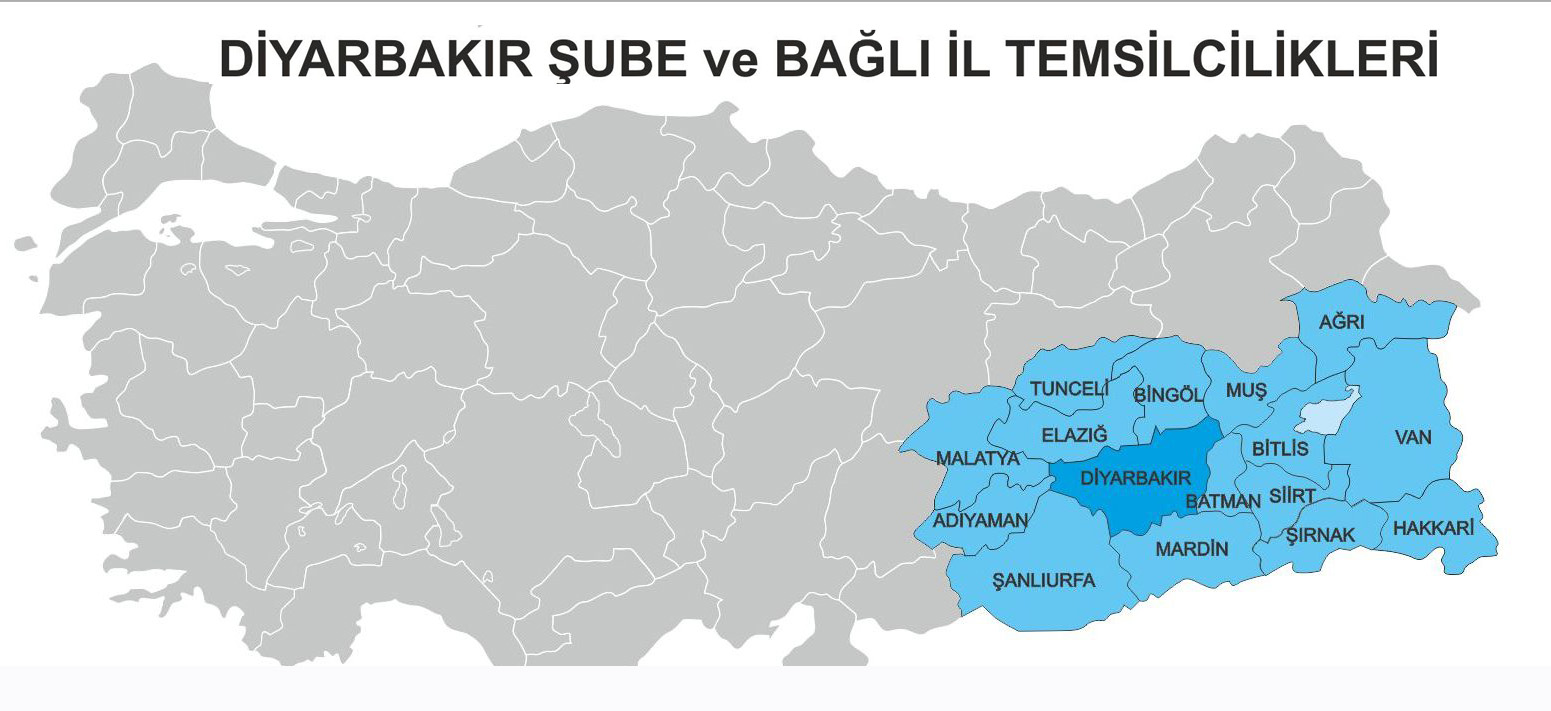 DİYARBAKIR ŞUBE ve BAĞLI İL TEMSİLCİLİKLERİ
AĞRI
TUNCELİ
BİNGÖL
MUŞ
ELAZIĞ
VAN
BİTLİS
MALATYA
DİYARBAKIR
BATMAN
SİİRT
ADIYAMAN
ŞIRNAK
HAKKARİ
MARDİN
ŞANLIURFA